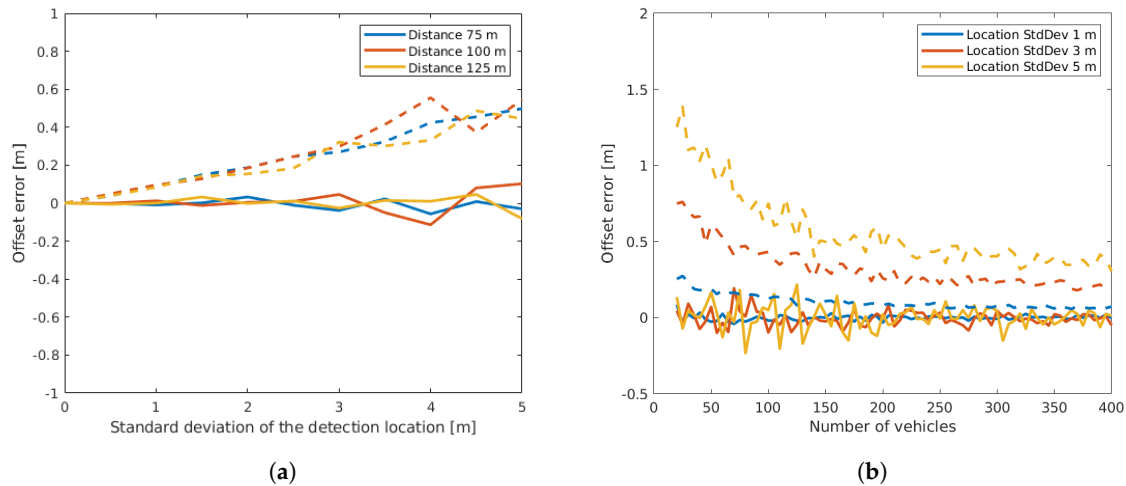 1
0.8
0.6
0.4
0.2
0
-0.2
-0.4
-0.6
-0.8
-1
Offset error [m]
0 1 2 3 4 5
Standard deviation of the detection location [m]
Distance 75 m
Distance 100 m
Distance 125 m
(a)
2
1.5
1
0.5
0
-0.5
Offset error [m]
0 50 100 150 200 250 300 350 400
Number of vehicles
Location StdDev 1 m
Location StdDev 3 m
Location StdDev 5 m
(b)